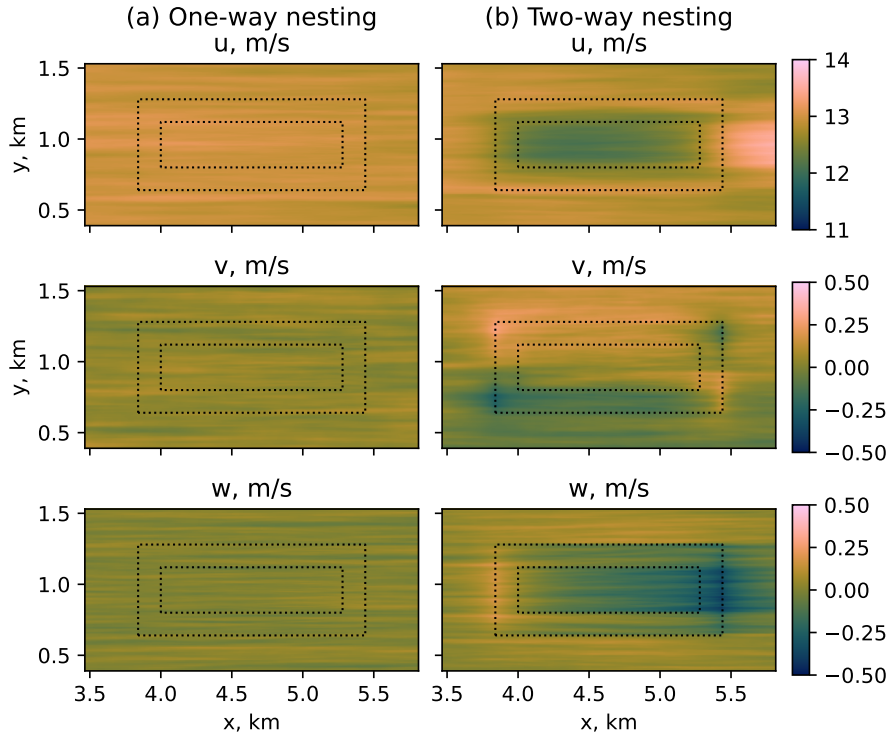 (a) One-way nesting
u, m/s
(b) Two-way nesting
u, m/s
y, km
1.5
1.0
0.5
14
13
12
11
v, m/s
v, m/s
y, km
1.5
1.0
0.5
0.50
0.25
0.00
−0.25
−0.50
w, m/s
w, m/s
y, km
1.5
1.0
0.5
0.50
0.25
0.00
−0.25
−0.50
3.5 4.0 4.5 5.0 5.5
x, km
3.5 4.0 4.5 5.0 5.5
x, km